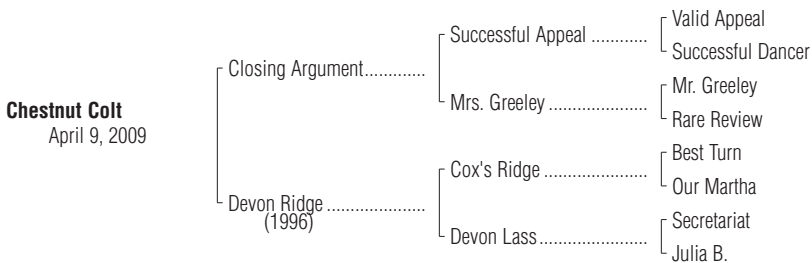 Valid Appeal
Successful Appeal ............
Successful Dancer
Closing Argument.............
Mr. Greeley
Mrs. Greeley .....................
Rare Review
Chestnut Colt
April 9, 2009
Best Turn
Cox's Ridge ......................
Our Martha
Devon Ridge .....................
(1996)
Secretariat
Devon Lass.......................
Julia B.